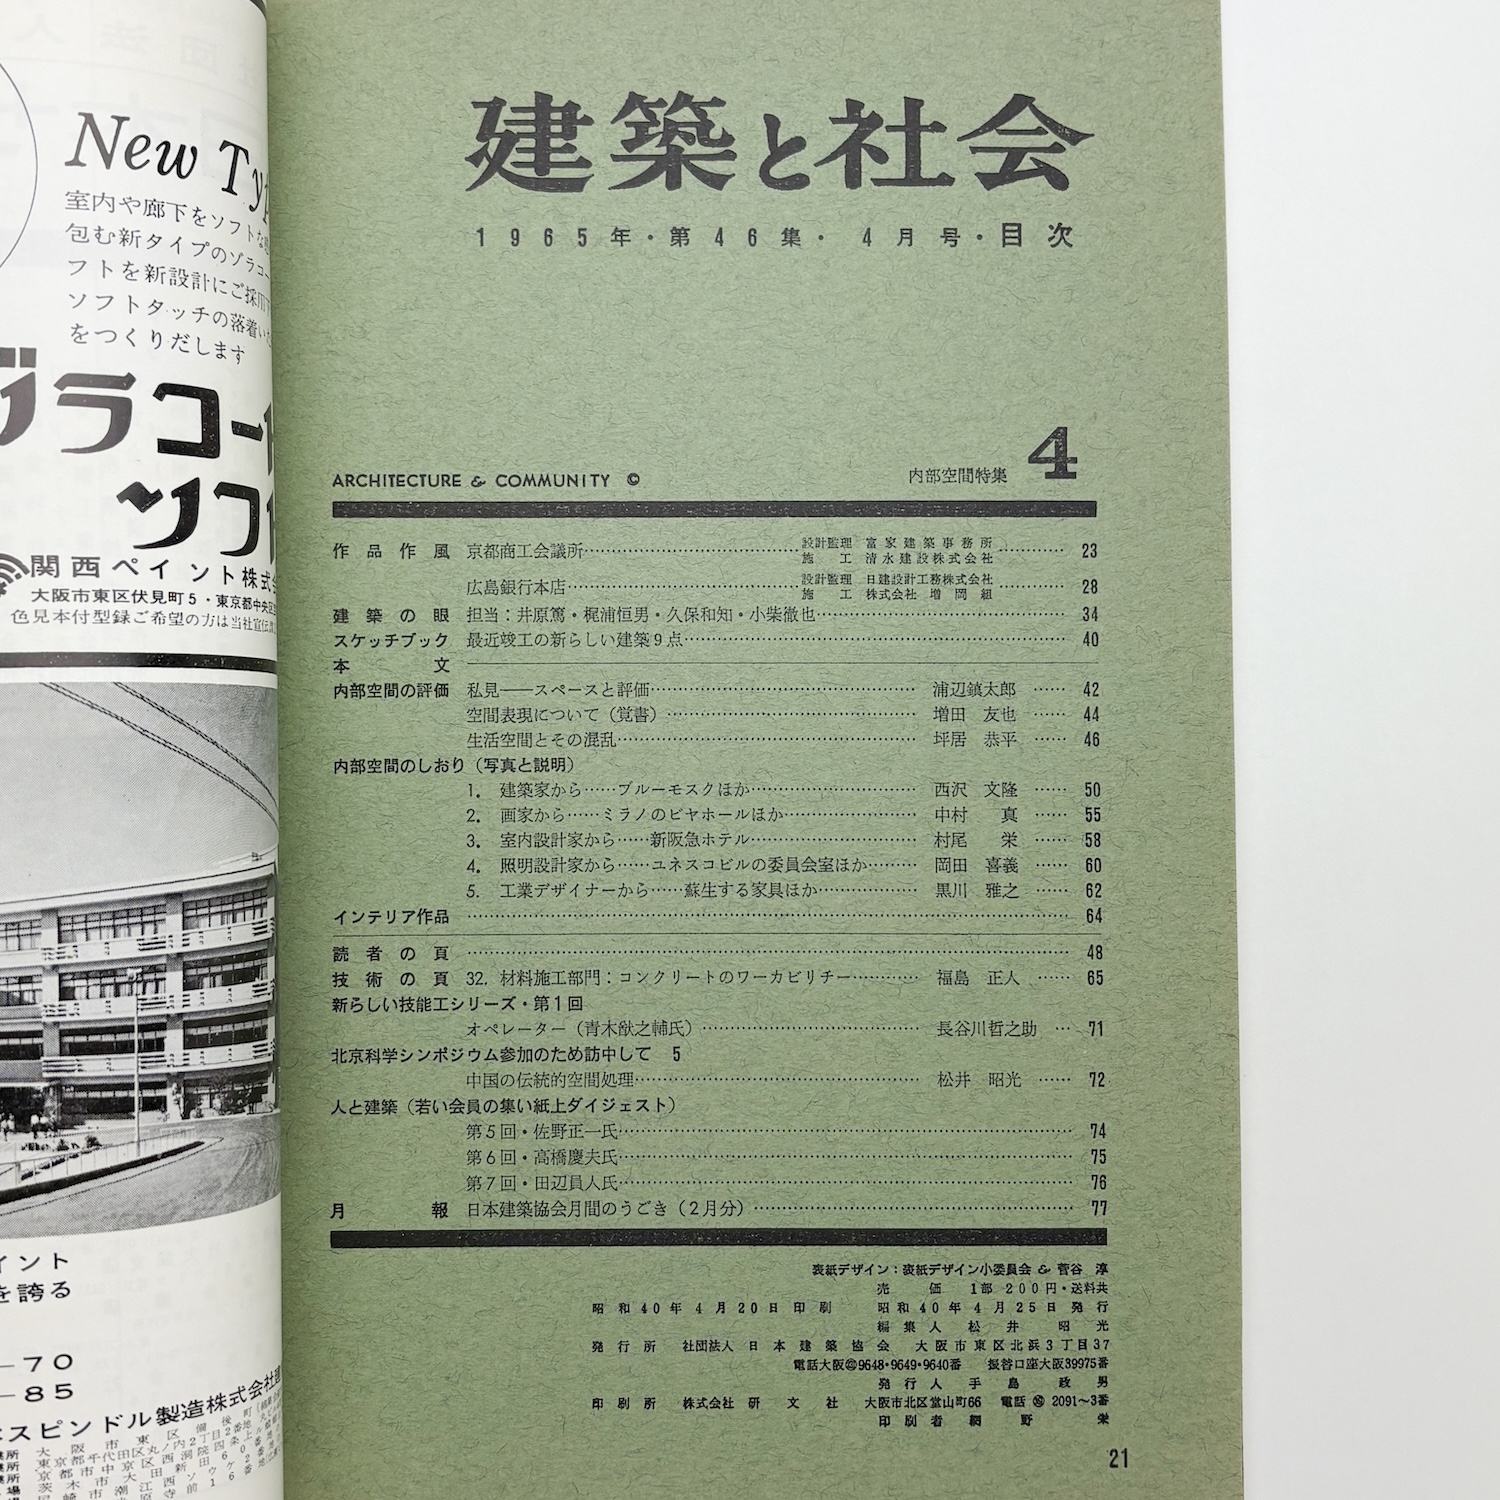 New Typ
室内や廊下をソフトな
包む新タイプのゾラコー
フトを新設計にご採用
ソフトタッチの落着い
をつくりだします
ゾラコート
ソフト
関西ペイント株式会
大阪市東区伏見町5・東京都中央区
色見本付型録ご希望の方は当社宣伝
イント
を誇る
—70
—85
スピンドル製造株式会社
建築と社会
1965年・第46集・4月号・目次
ARCHITECTURE & COMMUNITY ©
内部空間特集 4
作品作風 京都商工会議所 設計監理 富家建築事務所 施工 清水建設株式会社 23
広島銀行本店 設計監理 日建設計工務株式会社 施工 株式会社増岡組 28
建築の眼 担当：井原篤・梶浦恒男・久保和知・小柴徹也 34
スケッチブック 最近竣工の新らしい建築9点 40
本文
内部空間の評価 私見——スペースと評価 浦辺鎮太郎 42
空間表現について（覚書） 増田友也 44
生活空間とその混乱 坪居恭平 46
内部空間のしおり（写真と説明）
1. 建築家から……ブルーモスクほか 西沢文隆 50
2. 画家から……ミラノのビヤホールほか 中村真 55
3. 室内設計家から……新阪急ホテル 村尾栄 58
4. 照明設計家から……ユネスコビルの委員会室ほか 岡田喜義 60
5. 工業デザイナーから……蘇生する家具ほか 黒川雅之 62
インテリア作品 64
読者の頁 48
技術の頁 32. 材料施工部門：コンクリートのワーカビリチー 福島正人 65
新らしい技能工シリーズ・第1回
オペレーター（青木猷之輔氏） 長谷川哲之助 71
北京科学シンポジウム参加のため訪中して 5
中国の伝統的空間処理 松井昭光 72
人と建築（若い会員の集い紙上ダイジェスト）
第5回・佐野正一氏 74
第6回・高橋慶夫氏 75
第7回・田辺員人氏 76
月報 日本建築協会月間のうごき（2月分） 77
表紙デザイン：表紙デザイン小委員会 & 菅谷 淳
売価 1部 200円・送料共
昭和40年4月20日印刷 昭和40年4月25日発行
編集人 松井昭光
発行所 社団法人 日本建築協会 大阪市東区北浜3丁目37
電話大阪 9648・9649・9640番 振替口座大阪39975番
発行人 手島政男
印刷所 株式会社 研文社 大阪市北区堂山町66 電話 2091〜3番
印刷者 網野栄
21